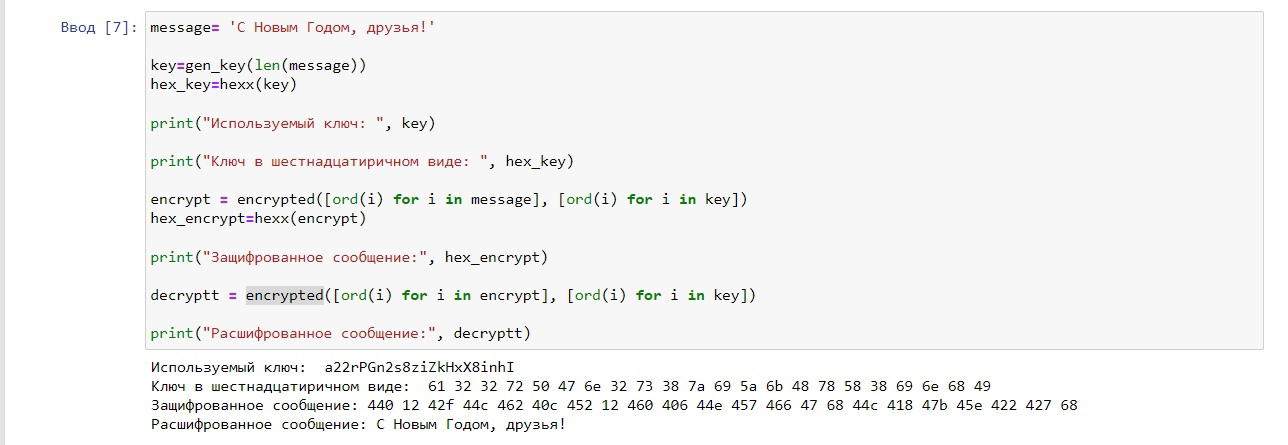 Ввод [7]: message= 'С Новым Годом, друзья!'
key=gen_key(len(message))
hex_key=hexx(key)
print("Используемый ключ: ", key)
print("Ключ в шестнадцатиричном виде: ", hex_key)
encrypt = encrypted([ord(i) for i in message], [ord(i) for i in key])
hex_encrypt=hexx(encrypt)
print("Защифрованное сообщение:", hex_encrypt)
decryptt = encrypted([ord(i) for i in encrypt], [ord(i) for i in key])
print("Расшифрованное сообщение:", decryptt)
Используемый ключ:  a22rPGn2s8ziZkHxX8inhI
Ключ в шестнадцатиричном виде:  61 32 32 72 50 47 6e 32 73 38 7a 69 5a 6b 48 78 58 38 69 6e 68 49
Защифрованное сообщение: 440 12 42f 44c 462 40c 452 12 460 406 44e 457 466 47 68 44c 418 47b 45e 422 427 68
Расшифрованное сообщение: С Новым Годом, друзья!